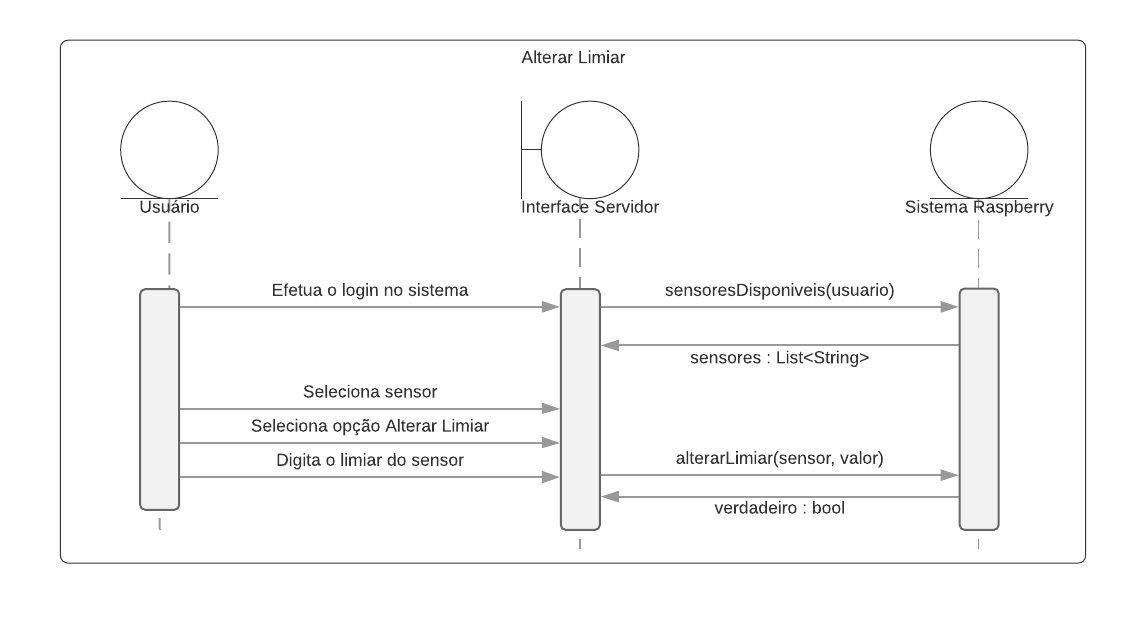 Alterar Limiar
Usuário
Interface Servidor
Sistema Raspberry
Efetua o login no sistema
sensoresDisponiveis(usuario)
sensores : List<String>
Seleciona sensor
Seleciona opção Alterar Limiar
Digita o limiar do sensor
alterarLimiar(sensor, valor)
verdadeiro : bool